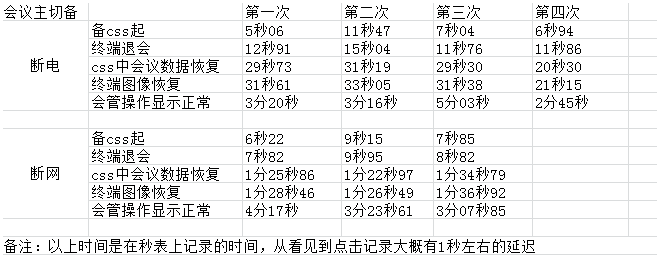 会议主切备 第一次 第二次 第三次 第四次
备css起 5秒06 11秒47 7秒04 6秒94
终端退会 12秒91 15秒04 11秒76 11秒86
断电 css中会议数据恢复 29秒73 31秒19 29秒30 20秒30
终端图像恢复 31秒61 33秒05 31秒38 21秒15
会管操作显示正常 3分20秒 3分16秒 5分03秒 2分45秒
备css起 6秒22 9秒15 7秒85
终端退会 7秒82 9秒95 8秒82
断网 css中会议数据恢复 1分25秒86 1分22秒97 1分34秒79
终端图像恢复 1分28秒46 1分26秒49 1分36秒92
会管操作显示正常 4分17秒 3分23秒61 3分07秒85
备注：以上时间是在秒表上记录的时间，从看见到点击记录大概有1秒左右的延迟